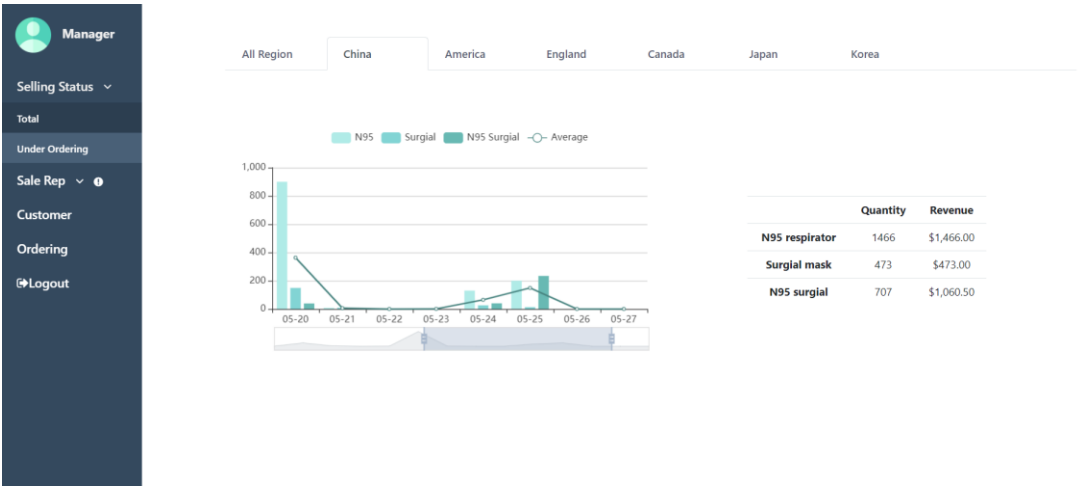 Manager
Selling Status
Total
Under Ordering
Sale Rep
Customer
Ordering
Logout
All Region China America England Canada Japan Korea
N95 Surgial N95 Surgial Average
1,000
800
600
400
200
0
05-20 05-21 05-22 05-23 05-24 05-25 05-26 05-27
Quantity Revenue
N95 respirator 1466 $1,466.00
Surgial mask 473 $473.00
N95 surgial 707 $1,060.50